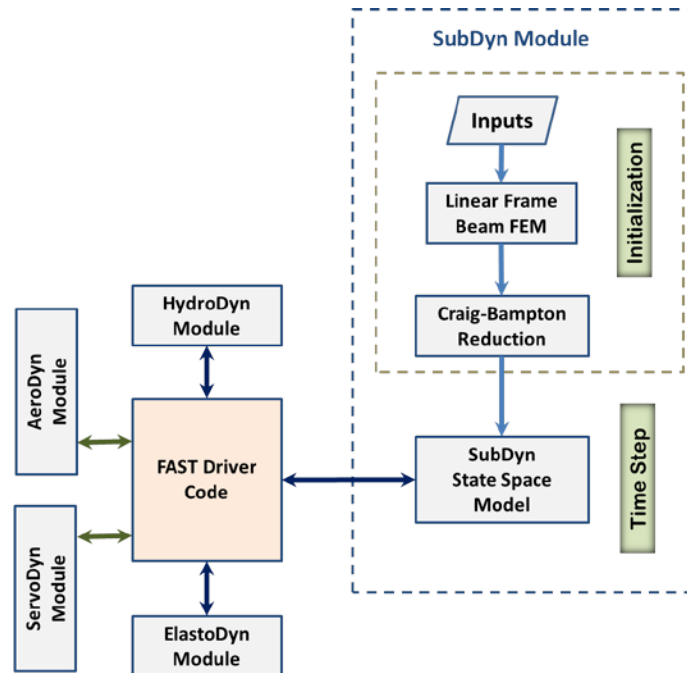 SubDyn Module
Inputs
Linear Frame
Beam FEM
Craig-Bampton
Reduction
Initialization
HydroDyn
Module
AeroDyn
Module
FAST Driver
Code
SubDyn
State Space
Model
Time Step
ServoDyn
Module
ElastoDyn
Module